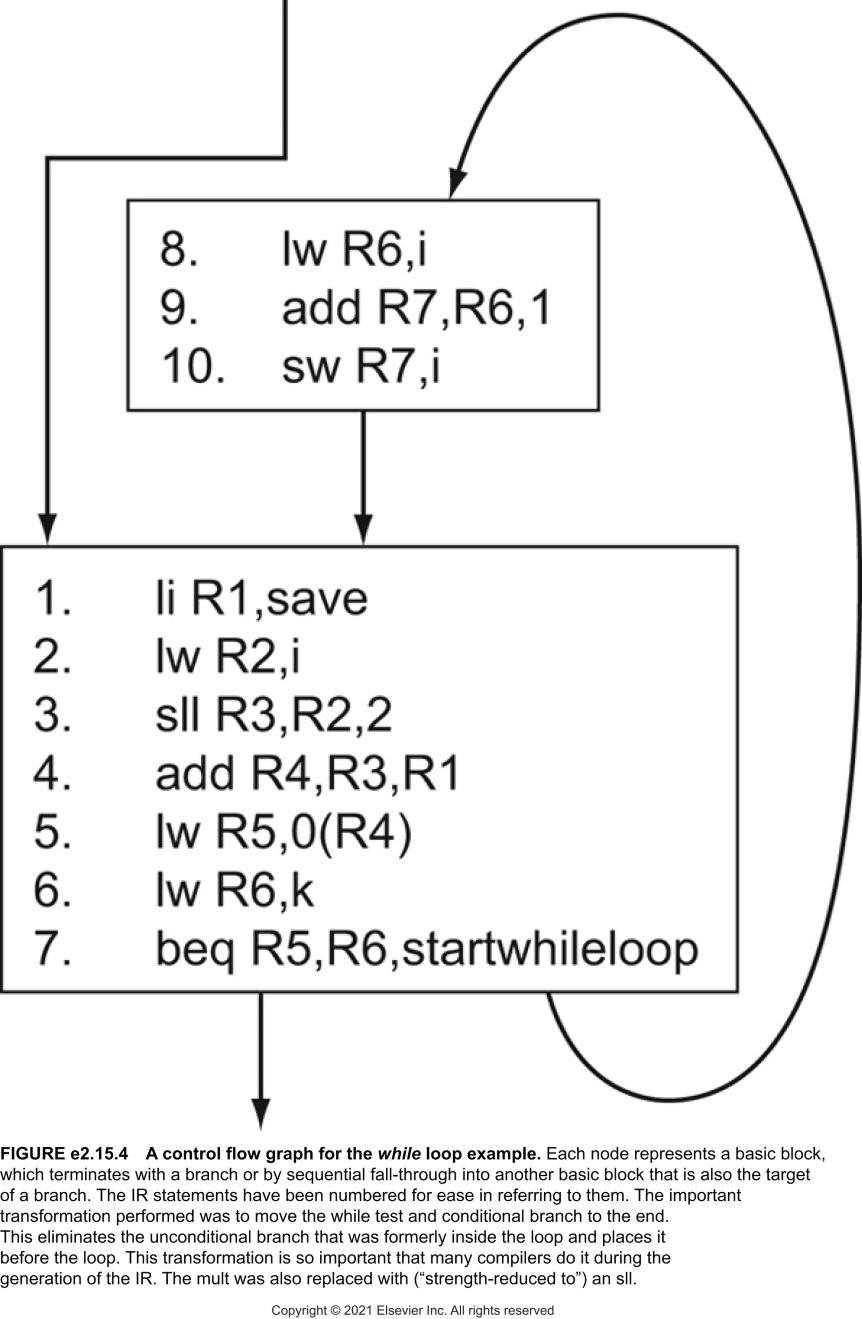 8. lw R6,i
9. add R7,R6,1
10. sw R7,i
1. li R1,save
2. lw R2,i
3. sll R3,R2,2
4. add R4,R3,R1
5. lw R5,0(R4)
6. lw R6,k
7. beq R5,R6,startwhileloop
FIGURE e2.15.4 A control flow graph for the while loop example. Each node represents a basic block,
which terminates with a branch or by sequential fall-through into another basic block that is also the target
of a branch. The IR statements have been numbered for ease in referring to them. The important
transformation performed was to move the while test and conditional branch to the end.
This eliminates the unconditional branch that was formerly inside the loop and places it
before the loop. This transformation is so important that many compilers do it during the
generation of the IR. The mult was also replaced with (“strength-reduced to”) an sll.
Copyright © 2021 Elsevier Inc. All rights reserved